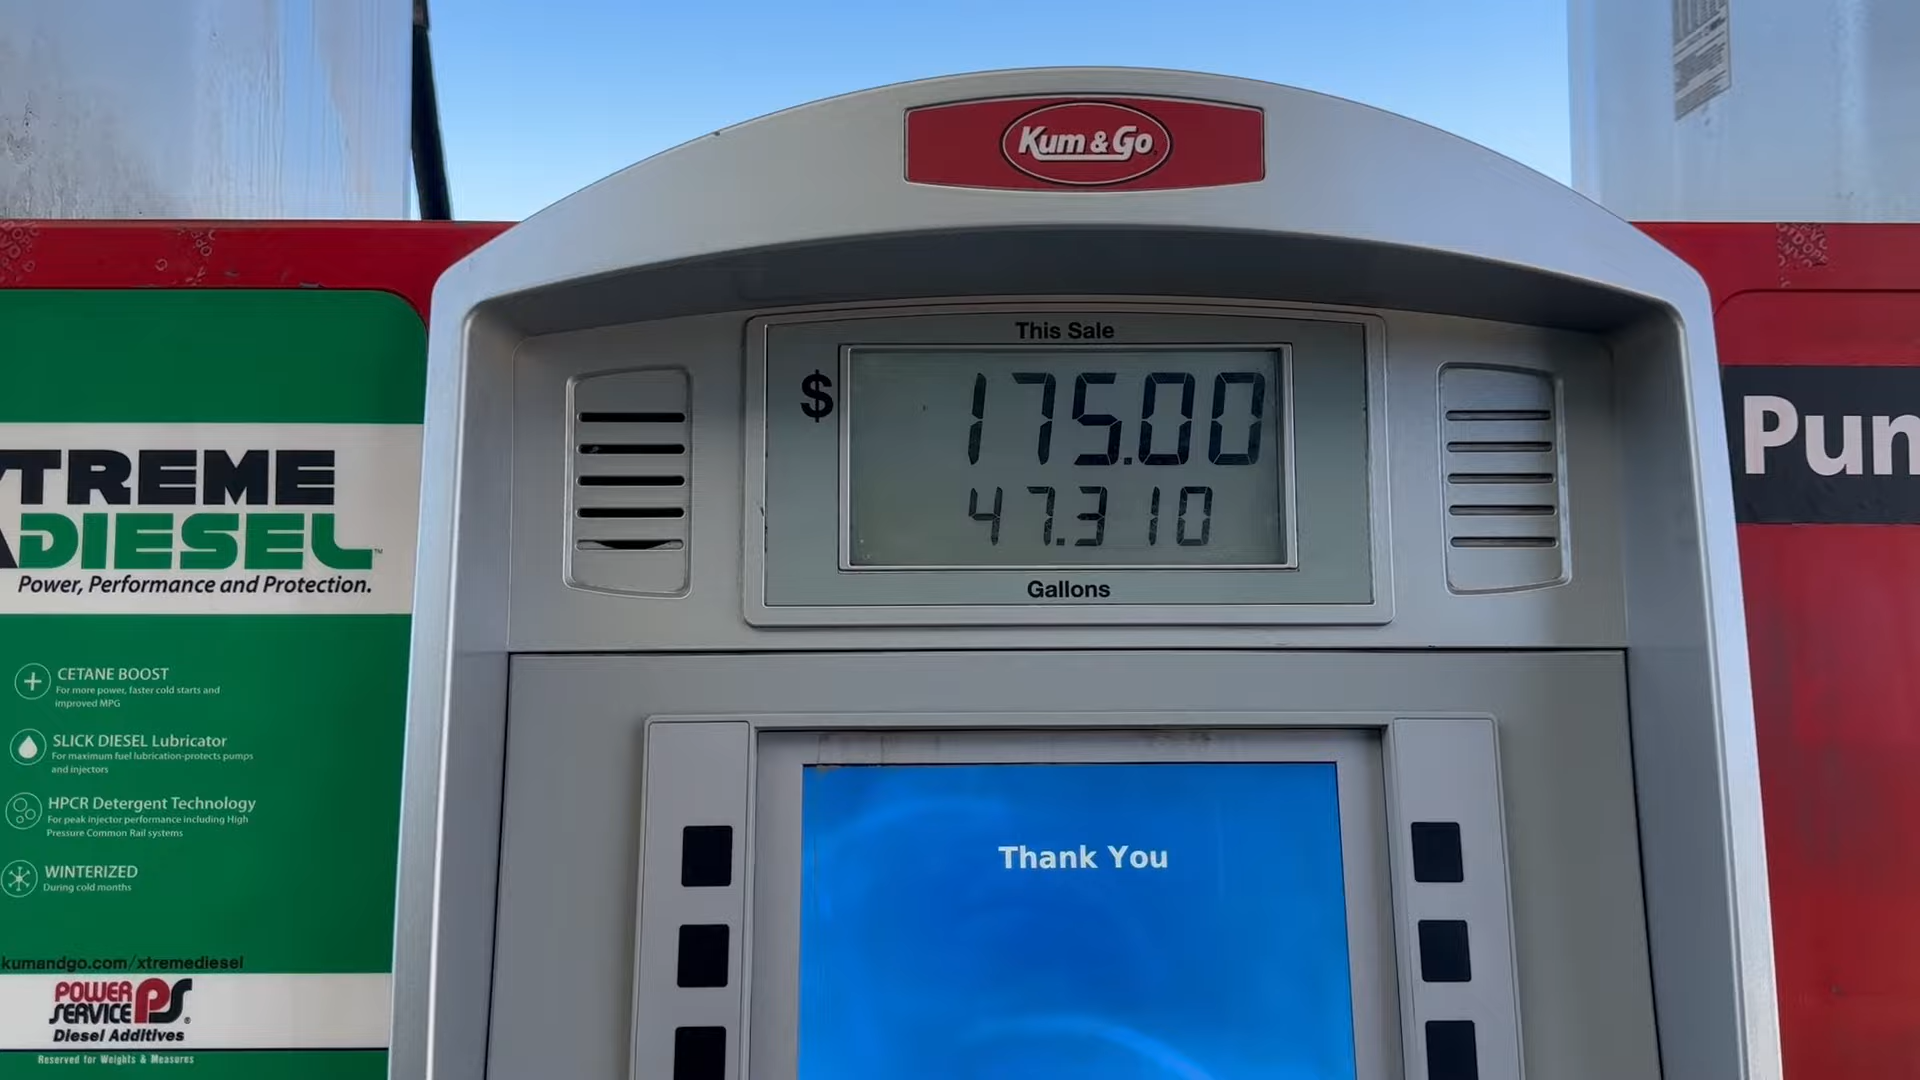 Kum & Go
This Sale
$ 175.00
47.310
Gallons
Thank You
XTREME
DIESEL™
Power, Performance and Protection.
CETANE BOOST
For more power, faster cold starts and
improved MPG
SLICK DIESEL Lubricator
For maximum fuel lubrication-protects pumps
and injectors
HPCR Detergent Technology
For peak injector performance including High
Pressure Common Rail systems
WINTERIZED
During cold months
kumandgo.com/xtremediesel
POWER
SERVICE PS®
Diesel Additives
Reserved for Weights & Measures
Pum